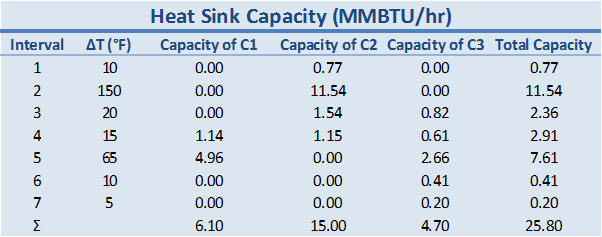 Heat Sink Capacity (MMBTU/hr)
Interval ΔT (°F) Capacity of C1 Capacity of C2 Capacity of C3 Total Capacity
1 10 0.00 0.77 0.00 0.77
2 150 0.00 11.54 0.00 11.54
3 20 0.00 1.54 0.82 2.36
4 15 1.14 1.15 0.61 2.91
5 65 4.96 0.00 2.66 7.61
6 10 0.00 0.00 0.41 0.41
7 5 0.00 0.00 0.20 0.20
Σ 6.10 15.00 4.70 25.80